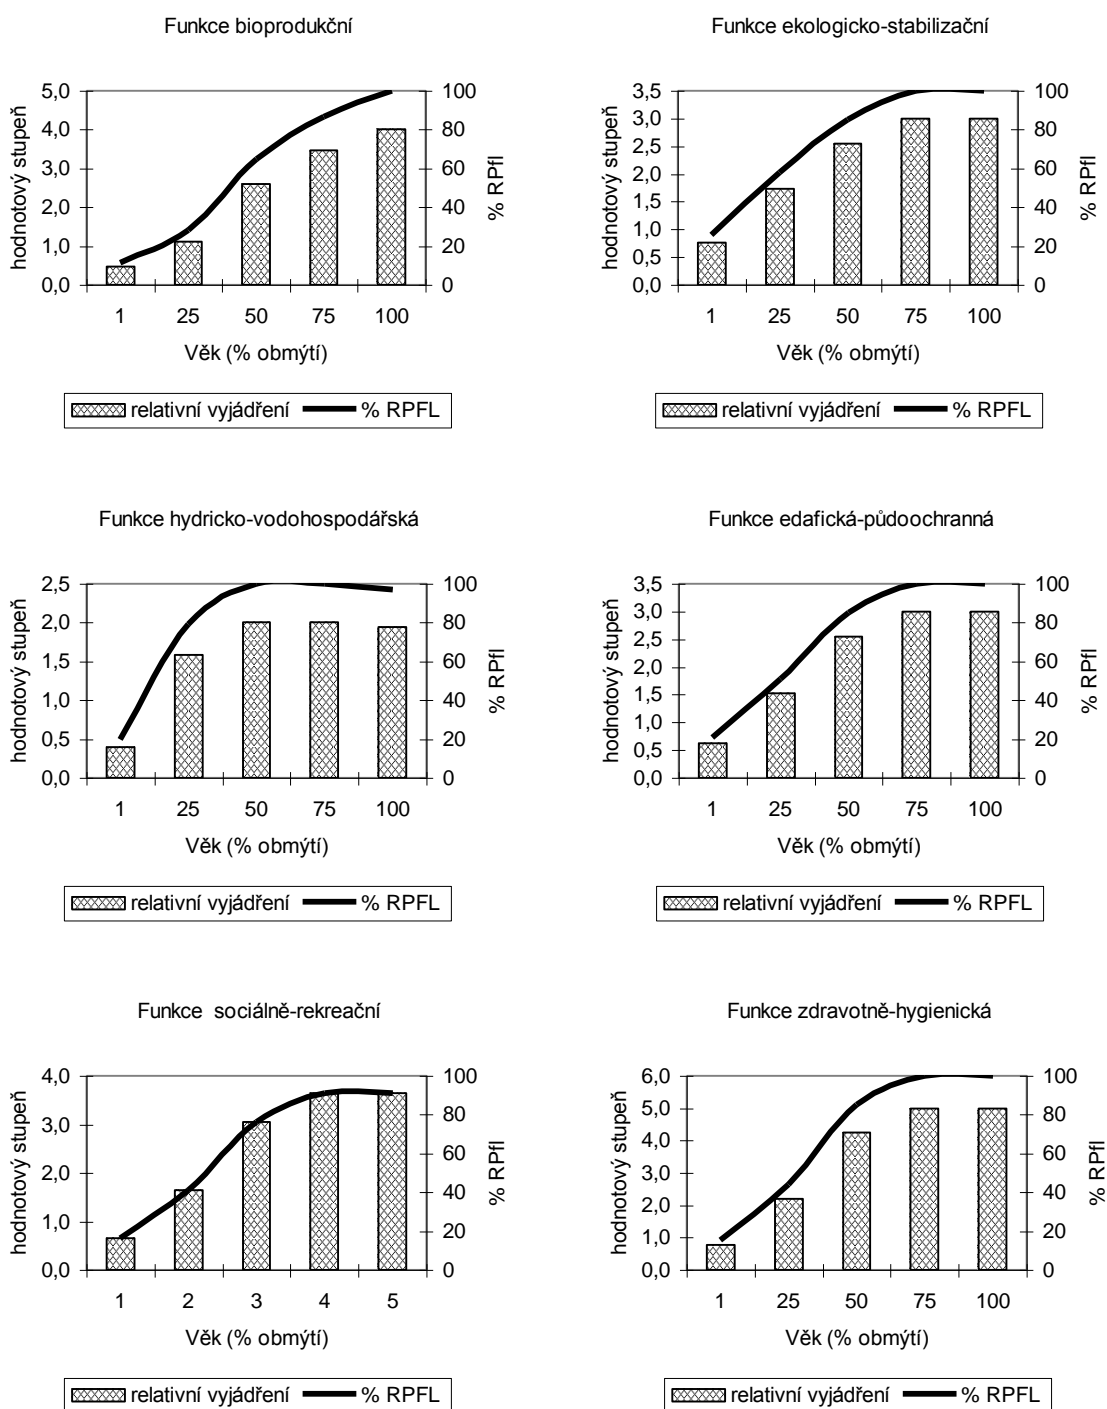 Funkce bioprodukční
hodnotový stupeň
5,0
4,0
3,0
2,0
1,0
0,0
100
80
60
40
20
0
% RPfl
1 25 50 75 100
Věk (% obmýtí)
relativní vyjádření % RPFL
Funkce ekologicko-stabilizační
hodnotový stupeň
3,5
3,0
2,5
2,0
1,5
1,0
0,5
0,0
100
80
60
40
20
0
% RPfl
1 25 50 75 100
Věk (% obmýtí)
relativní vyjádření % RPFL
Funkce hydricko-vodohospodářská
hodnotový stupeň
2,5
2,0
1,5
1,0
0,5
0,0
100
80
60
40
20
0
% RPfl
1 25 50 75 100
Věk (% obmýtí)
relativní vyjádření % RPFL
Funkce edafická-půdoochranná
hodnotový stupeň
3,5
3,0
2,5
2,0
1,5
1,0
0,5
0,0
100
80
60
40
20
0
% RPfl
1 25 50 75 100
Věk (% obmýtí)
relativní vyjádření % RPFL
Funkce sociálně-rekreační
hodnotový stupeň
4,0
3,0
2,0
1,0
0,0
100
80
60
40
20
0
% RPfl
1 2 3 4 5
Věk (% obmýtí)
relativní vyjádření % RPFL
Funkce zdravotně-hygienická
hodnotový stupeň
6,0
5,0
4,0
3,0
2,0
1,0
0,0
100
80
60
40
20
0
% RPfl
1 25 50 75 100
Věk (% obmýtí)
relativní vyjádření % RPFL